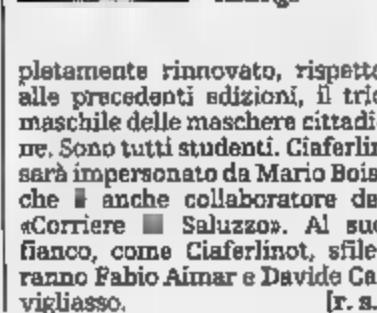 pletamente rinnovato, rispetto
alle precedenti edizioni, il trio
maschile delle maschere cittadi
ne. Sono tutti studenti. Ciaferlin
sarà impersonato da Mario Bois
che anche collaboratore de
«Corriere Saluzzo». Al suo
fianco, come Ciaferlinot, sfile
ranno Fabio Aimar e Davide Ca
vigliasso. [r. s.